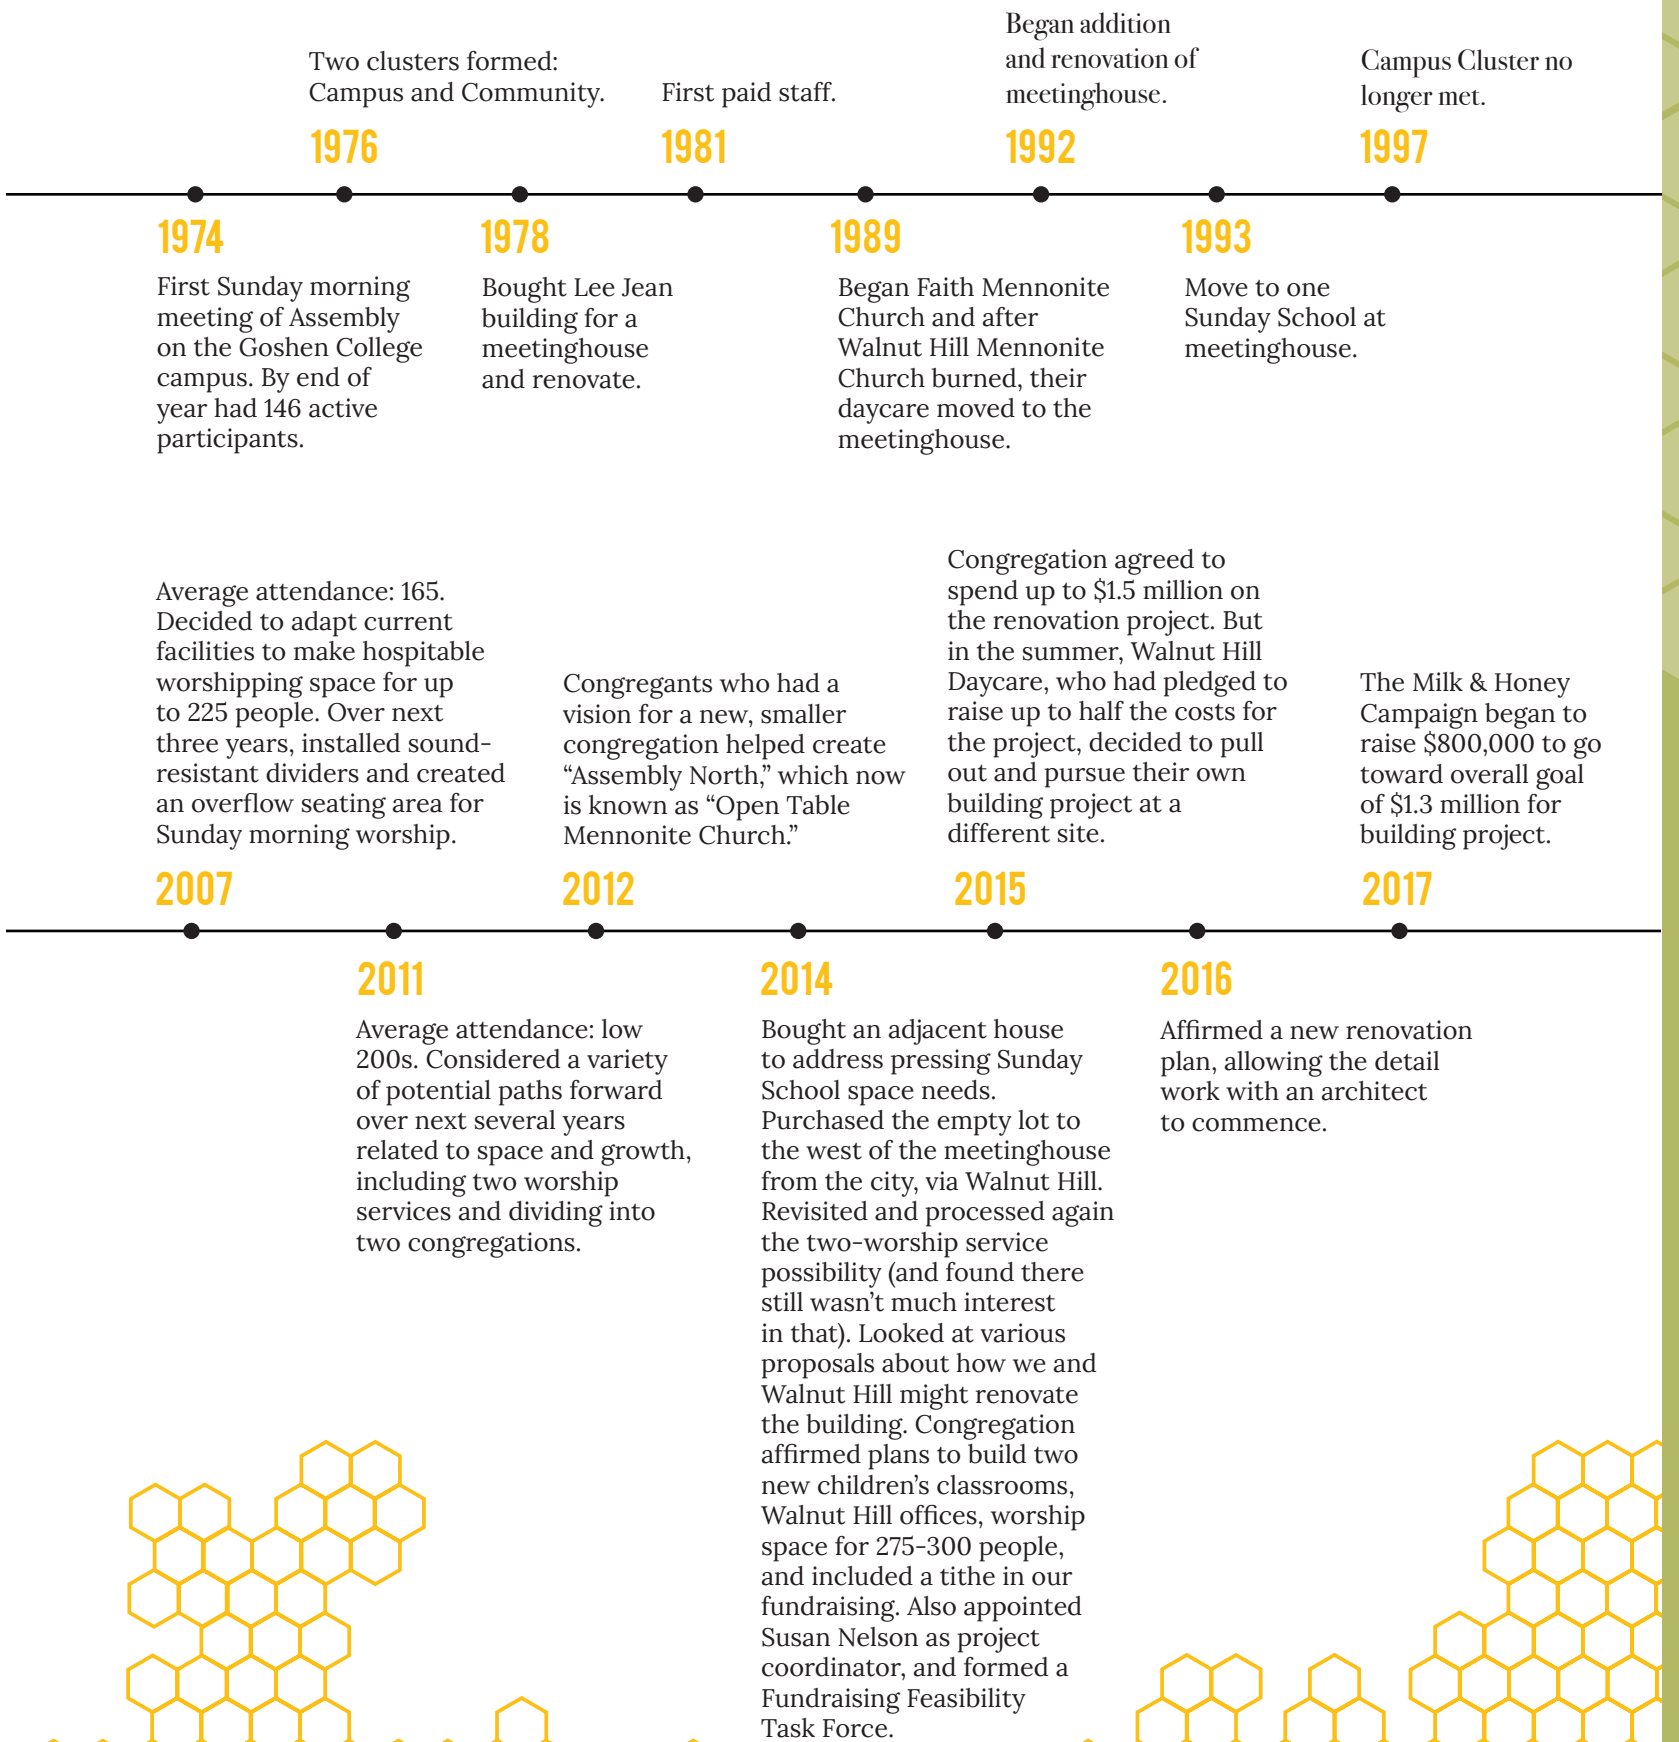 Two clusters formed:
Campus and Community.
1976
First paid staff.
1981
Began addition
and renovation of
meetinghouse.
1992
Campus Cluster no
longer met.
1997
1974
First Sunday morning
meeting of Assembly
on the Goshen College
campus. By end of
year had 146 active
participants.
1978
Bought Lee Jean
building for a
meetinghouse
and renovate.
1989
Began Faith Mennonite
Church and after
Walnut Hill Mennonite
Church burned, their
daycare moved to the
meetinghouse.
1993
Move to one
Sunday School at
meetinghouse.
Average attendance: 165.
Decided to adapt current
facilities to make hospitable
worshipping space for up
to 225 people. Over next
three years, installed sound-
resistant dividers and created
an overflow seating area for
Sunday morning worship.
2007
Congregants who had a
vision for a new, smaller
congregation helped create
“Assembly North,” which now
is known as “Open Table
Mennonite Church.”
2012
Congregation agreed to
spend up to $1.5 million on
the renovation project. But
in the summer, Walnut Hill
Daycare, who had pledged to
raise up to half the costs for
the project, decided to pull
out and pursue their own
building project at a
different site.
2015
The Milk & Honey
Campaign began to
raise $800,000 to go
toward overall goal
of $1.3 million for
building project.
2017
2011
Average attendance: low
200s. Considered a variety
of potential paths forward
over next several years
related to space and growth,
including two worship
services and dividing into
two congregations.
2014
Bought an adjacent house
to address pressing Sunday
School space needs.
Purchased the empty lot to
the west of the meetinghouse
from the city, via Walnut Hill.
Revisited and processed again
the two-worship service
possibility (and found there
still wasn’t much interest
in that). Looked at various
proposals about how we and
Walnut Hill might renovate
the building. Congregation
affirmed plans to build two
new children’s classrooms,
Walnut Hill offices, worship
space for 275-300 people,
and included a tithe in our
fundraising. Also appointed
Susan Nelson as project
coordinator, and formed a
Fundraising Feasibility
Task Force.
2016
Affirmed a new renovation
plan, allowing the detail
work with an architect
to commence.